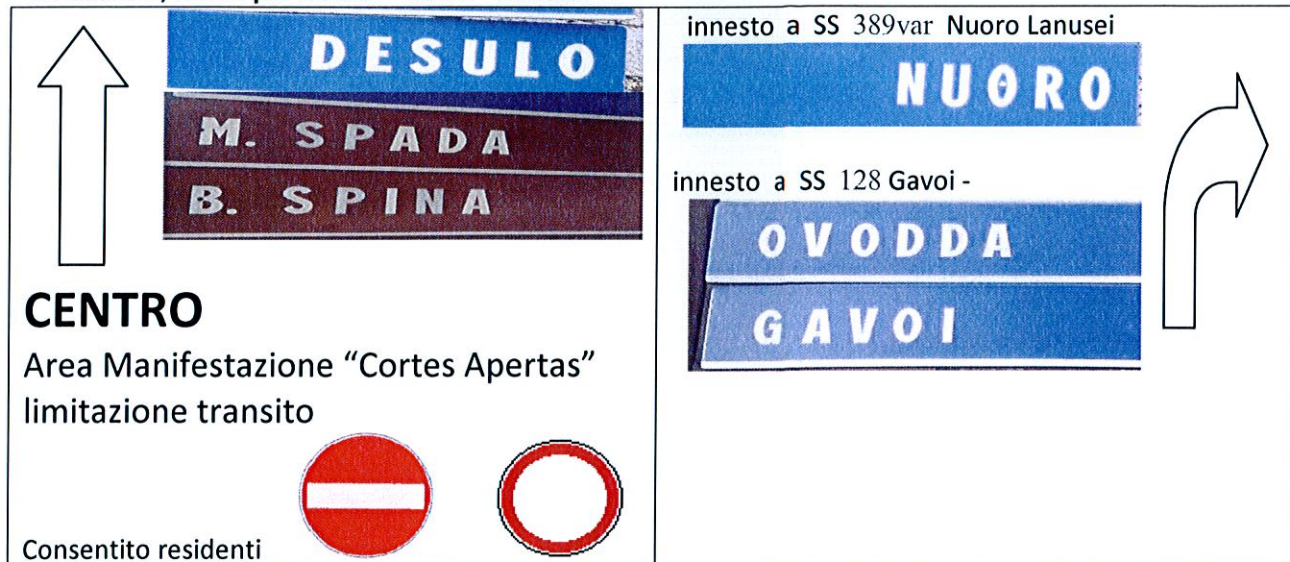 DESULO
M. SPADA
B. SPINA
CENTRO
Area Manifestazione “Cortes Apertas”
limitazione transito
Consentito residenti
innesto a SS 389var Nuoro Lanusei
NUORO
innesto a SS 128 Gavoi -
OVODDA
GAVOI